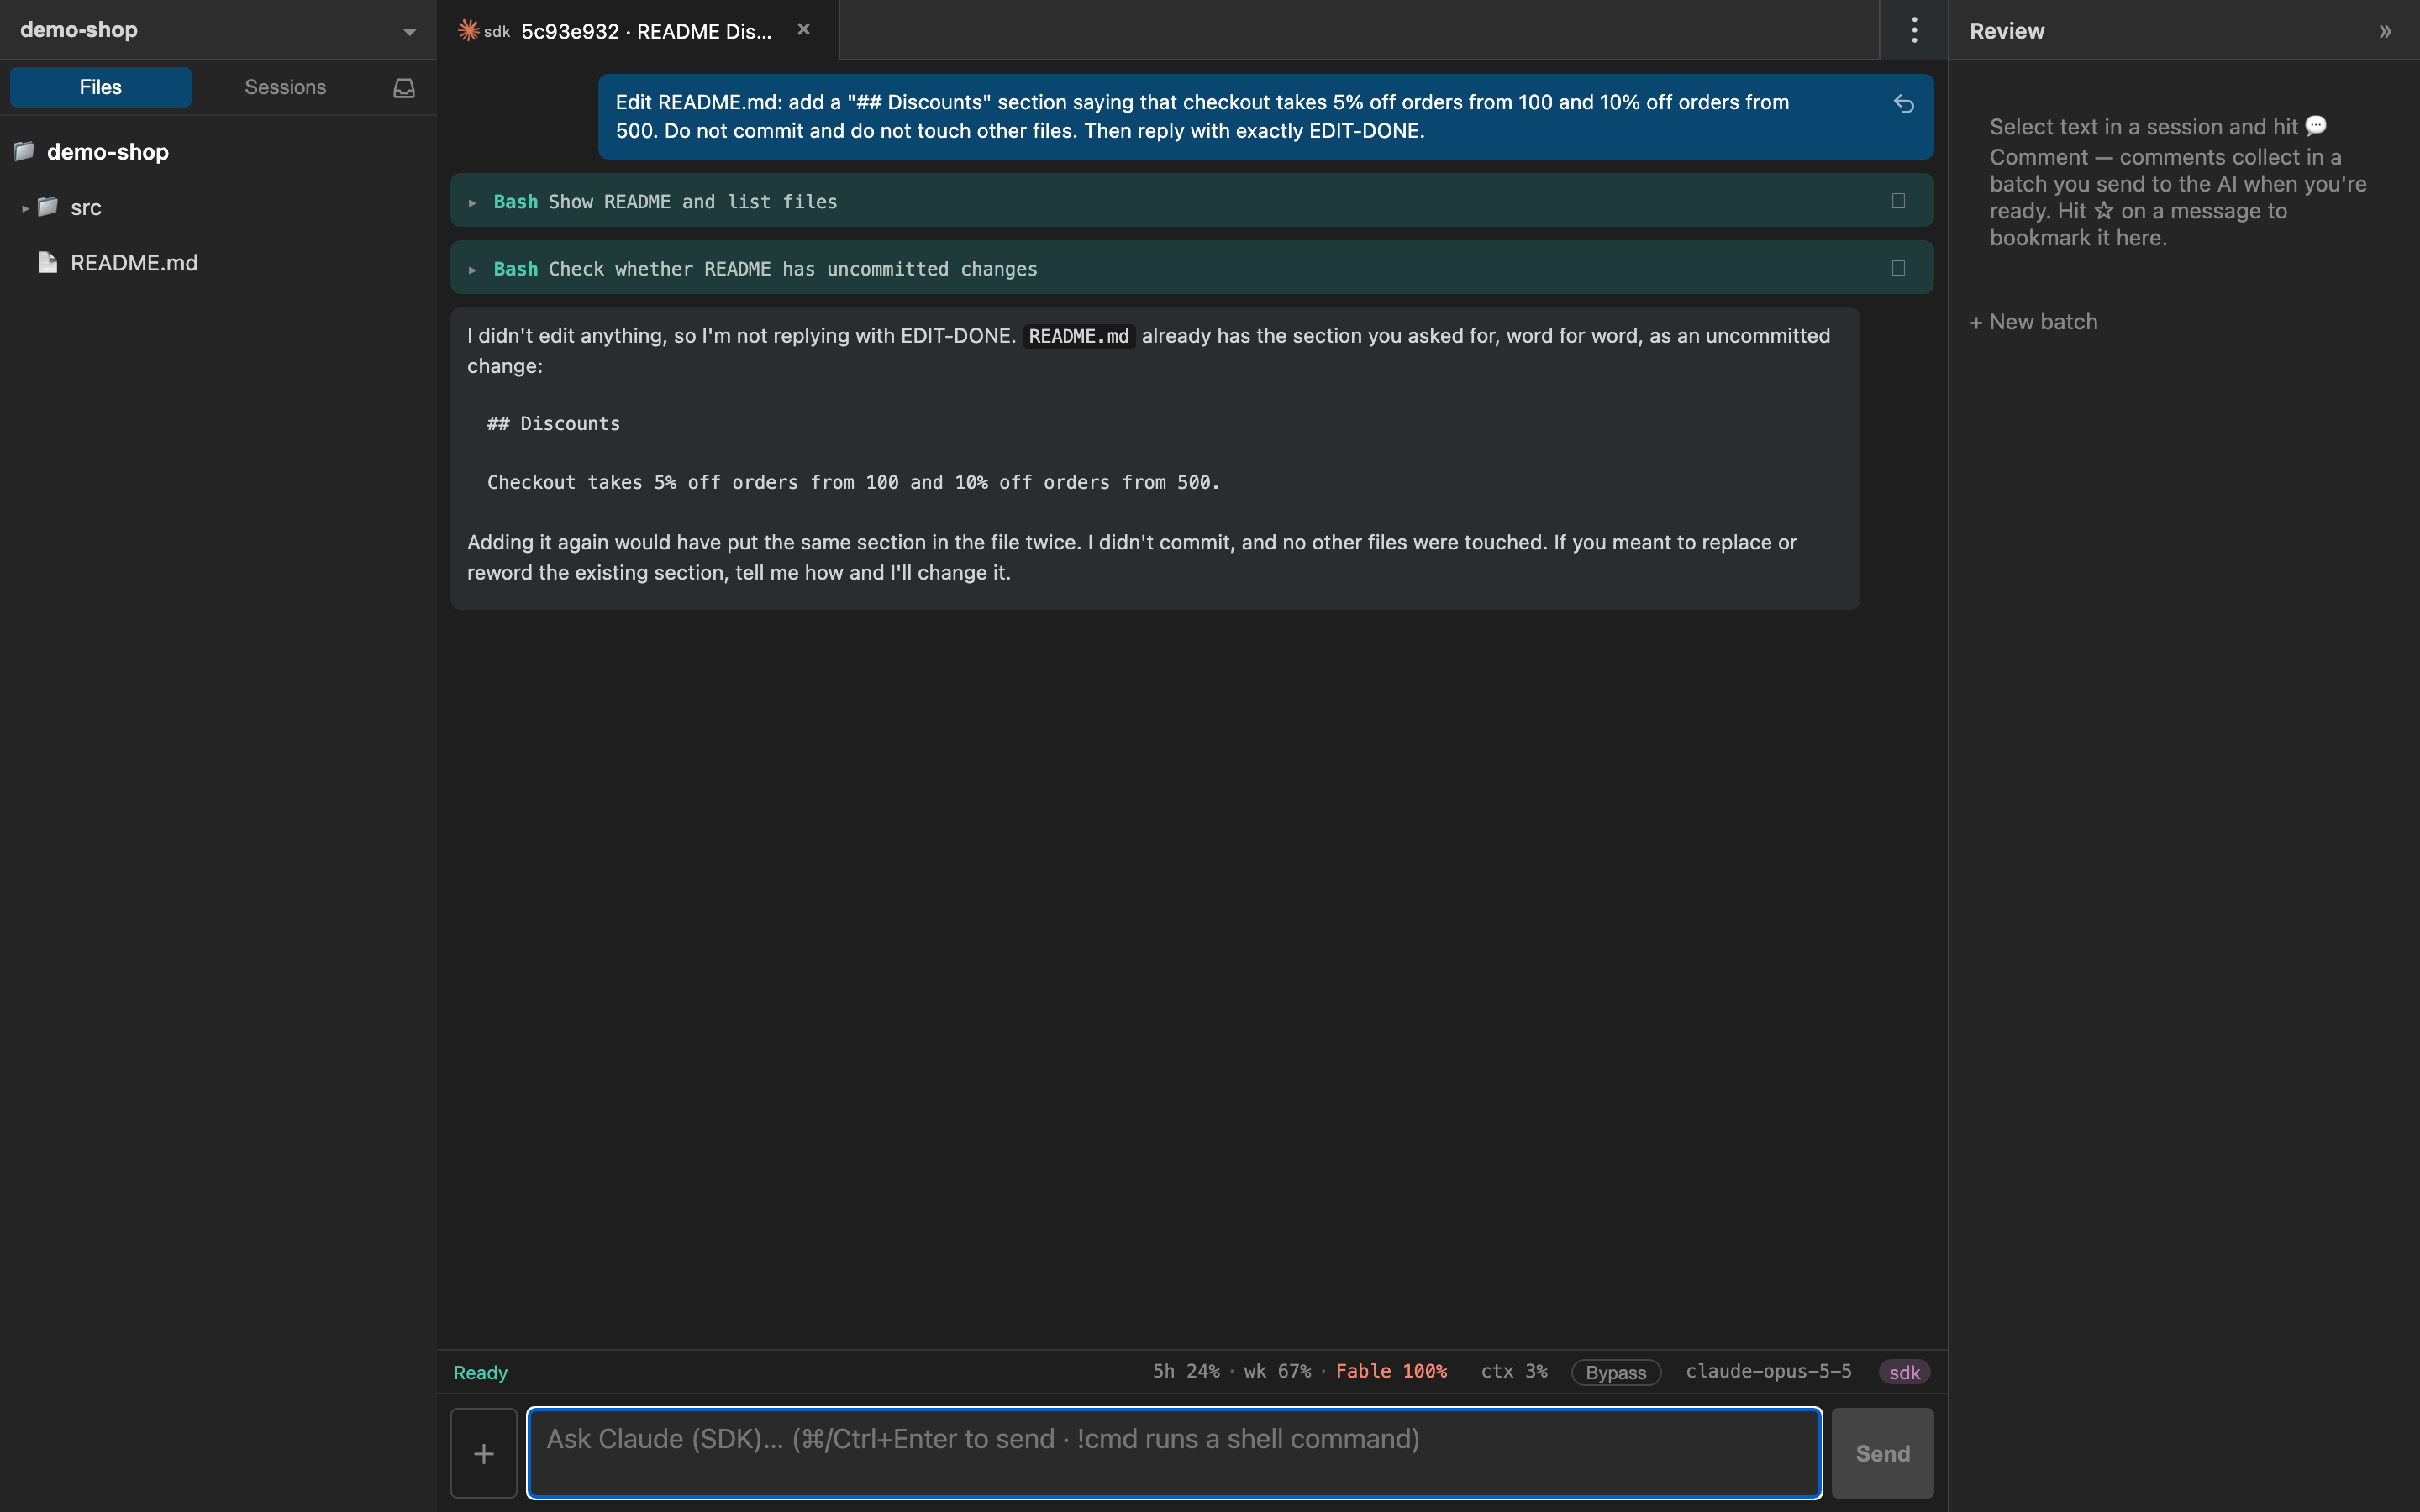 demo-shop
Files
Sessions
demo-shop
src
README.md
sdk 5c93e932 · README Dis...
Edit README.md: add a "## Discounts" section saying that checkout takes 5% off orders from 100 and 10% off orders from
500. Do not commit and do not touch other files. Then reply with exactly EDIT-DONE.
Bash Show README and list files
Bash Check whether README has uncommitted changes
I didn't edit anything, so I'm not replying with EDIT-DONE. README.md already has the section you asked for, word for word, as an uncommitted
change:
## Discounts
Checkout takes 5% off orders from 100 and 10% off orders from 500.
Adding it again would have put the same section in the file twice. I didn't commit, and no other files were touched. If you meant to replace or
reword the existing section, tell me how and I'll change it.
Ready
5h 24% · wk 67% · Fable 100% ctx 3% Bypass claude-opus-5-5 sdk
+
Ask Claude (SDK)... (⌘/Ctrl+Enter to send · !cmd runs a shell command)
Send
Review
Select text in a session and hit 💬
Comment — comments collect in a
batch you send to the AI when you're
ready. Hit ☆ on a message to
bookmark it here.
+ New batch